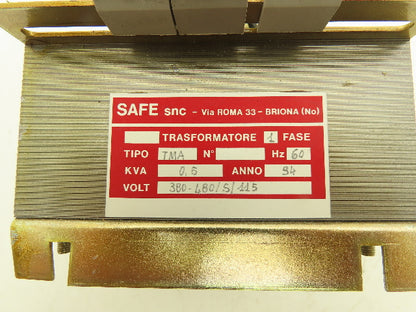 SAFE snc - Via ROMA 33 - BRIONA (No)
TRASFORMATORE 1 FASE
TIPO TMA N° Hz 60
KVA 0,6 ANNO 94
VOLT 380-480/S/115